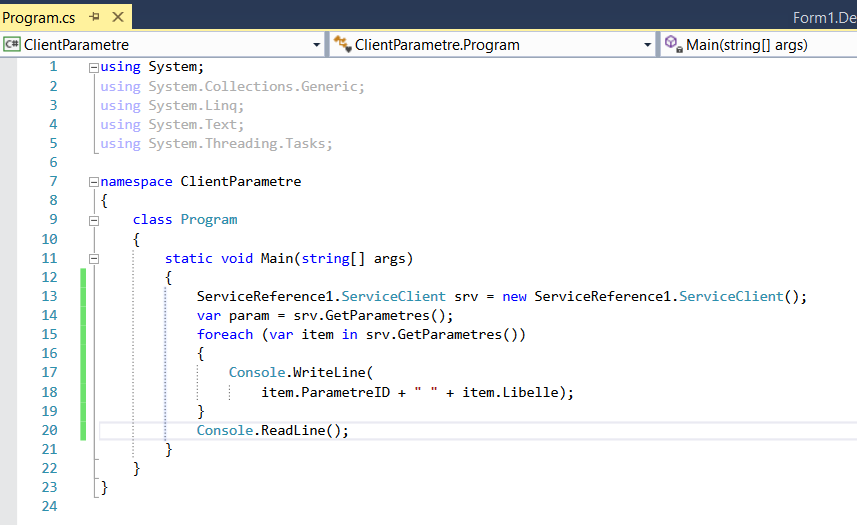 Program.cs
Form1.De
C# ClientParametre
ClientParametre.Program
Main(string[] args)
1 using System;
2 using System.Collections.Generic;
3 using System.Linq;
4 using System.Text;
5 using System.Threading.Tasks;
6
7 namespace ClientParametre
8 {
9 class Program
10 {
11 static void Main(string[] args)
12 {
13 ServiceReference1.ServiceClient srv = new ServiceReference1.ServiceClient();
14 var param = srv.GetParametres();
15 foreach (var item in srv.GetParametres())
16 {
17 Console.WriteLine(
18 item.ParametreID + " " + item.Libelle);
19 }
20 Console.ReadLine();
21 }
22 }
23 }
24